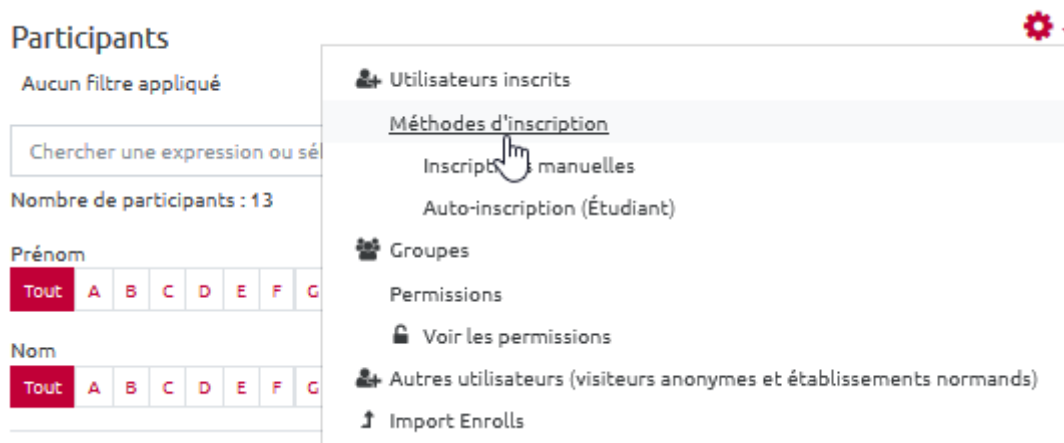 Participants
Aucun filtre appliqué
Chercher une expression ou sél
Nombre de participants : 13
Prénom
Tout A B C D E F G
Nom
Tout A B C D E F G
Utilisateurs inscrits
Méthodes d'inscription
manuelles
Auto-inscription (Étudiant)
Groupes
Permissions
Voir les permissions
Autres utilisateurs (visiteurs anonymes et établissements normands)
Import Enrolls